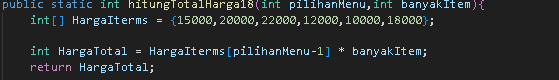 public static int hitungTotalHarga18(int pilihanMenu,int banyakItem){
int[] HargaIterms = {15000,20000,22000,12000,10000,18000};
int HargaTotal = HargaIterms[pilihanMenu-1] * banyakItem;
return HargaTotal;